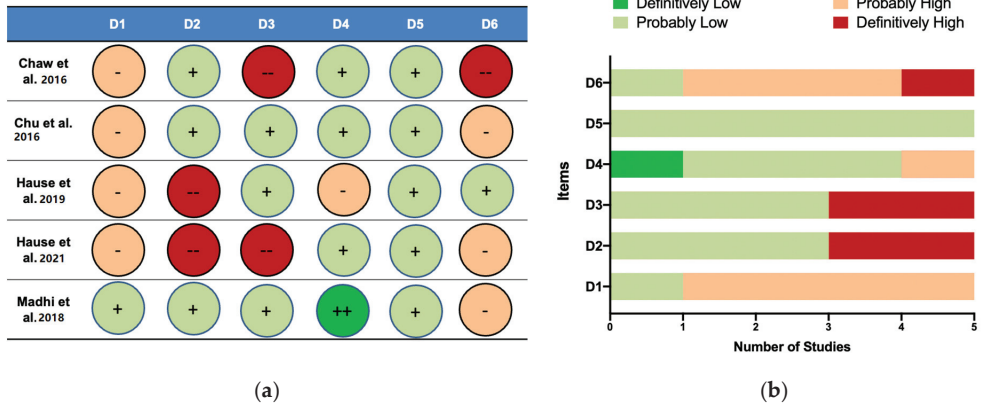 D1 D2 D3 D4 D5 D6
Chaw et al. 2016 - + -- + + --
Chu et al. 2016 - + + + + -
Hause et al. 2019 - -- + - + +
Hause et al. 2021 - -- -- + + -
Madhi et al. 2018 + + + ++ + -
(a)
Definitively Low Probably High
Probably Low Definitively High
Items
D6
D5
D4
D3
D2
D1
0 1 2 3 4 5
Number of Studies
(b)